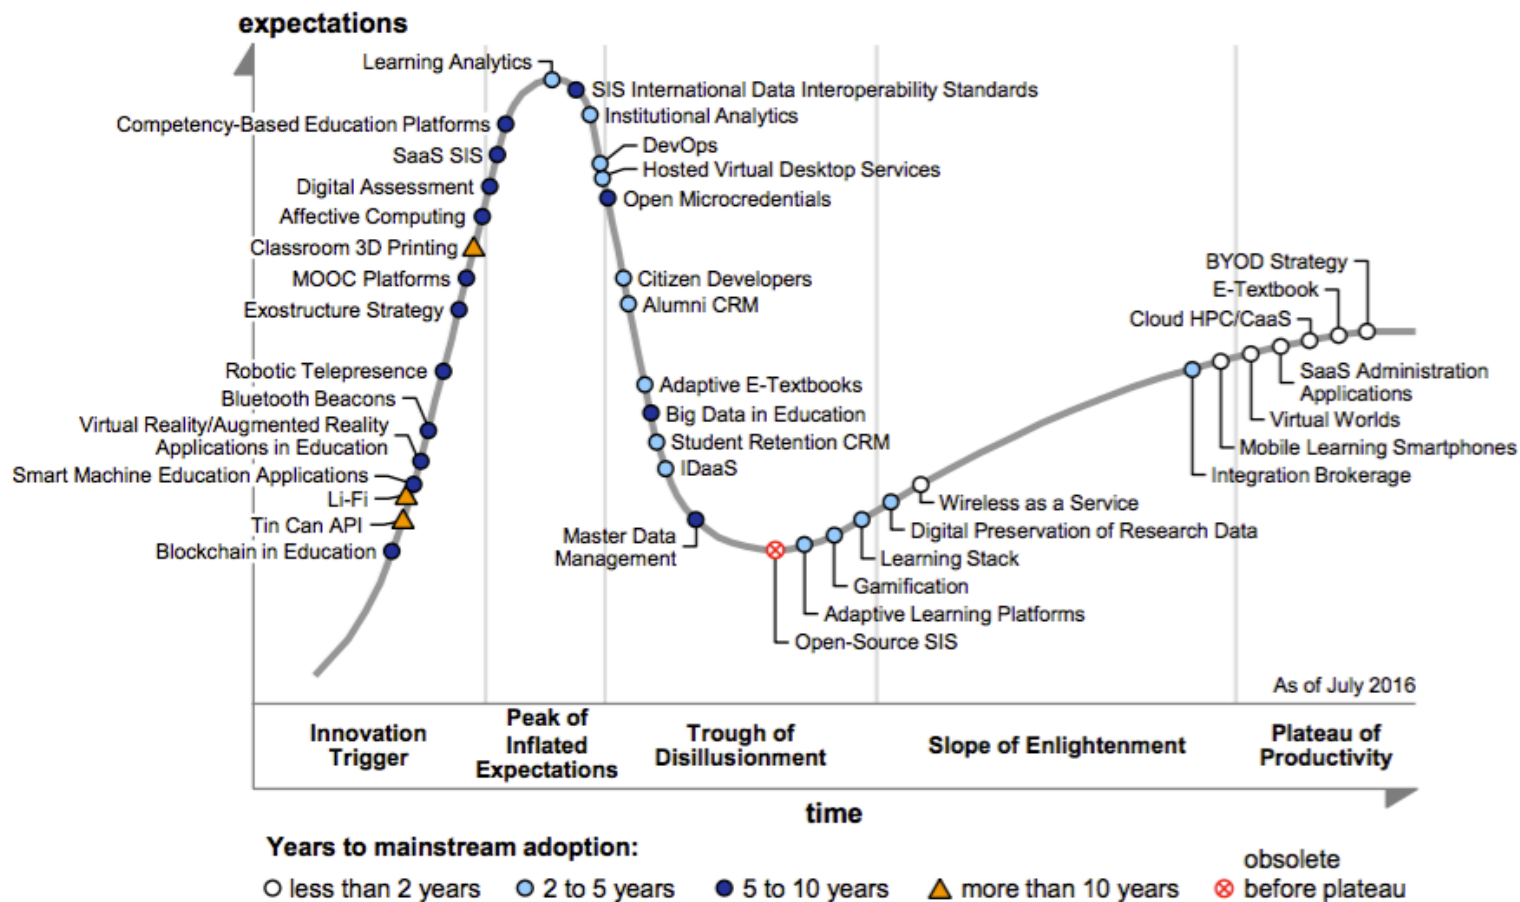 expectations
Learning Analytics
SIS International Data Interoperability Standards
Institutional Analytics
Competency-Based Education Platforms
DevOps
SaaS SIS
Hosted Virtual Desktop Services
Digital Assessment
Open Microcredentials
Affective Computing
Classroom 3D Printing
MOOC Platforms
Citizen Developers
Exostructure Strategy
Alumni CRM
BYOD Strategy
E-Textbook
Cloud HPC/CaaS
Robotic Telepresence
Adaptive E-Textbooks
SaaS Administration
Applications
Bluetooth Beacons
Big Data in Education
Virtual Worlds
Virtual Reality/Augmented Reality
Applications in Education
Student Retention CRM
Mobile Learning Smartphones
Smart Machine Education Applications
IDaaS
Integration Brokerage
Li-Fi
Wireless as a Service
Tin Can API
Digital Preservation of Research Data
Blockchain in Education
Master Data
Management
Learning Stack
Gamification
Adaptive Learning Platforms
Open-Source SIS
As of July 2016
Innovation
Trigger
Peak of
Inflated
Expectations
Trough of
Disillusionment
Slope of Enlightenment
Plateau of
Productivity
time
Years to mainstream adoption:
less than 2 years
2 to 5 years
5 to 10 years
more than 10 years
obsolete
before plateau